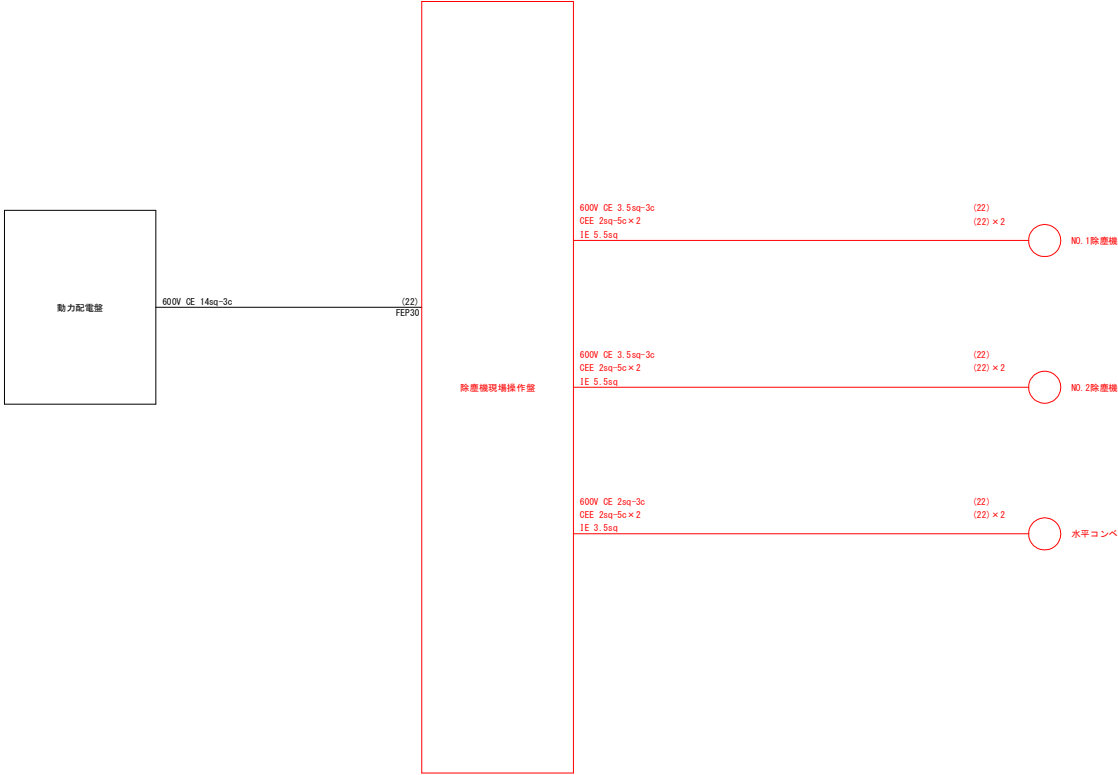 動力配電盤
600V CE 14sq-3c
(22)
FEP30
除塵機現場操作盤
600V CE 3.5sq-3c
(22)
CEE 2sq-5c×2
(22)×2
IE 5.5sq
NO.1除塵機
600V CE 3.5sq-3c
(22)
CEE 2sq-5c×2
(22)×2
IE 5.5sq
NO.2除塵機
600V CE 2sq-3c
(22)
CEE 2sq-5c×2
(22)×2
IE 3.5sq
水平コンベ